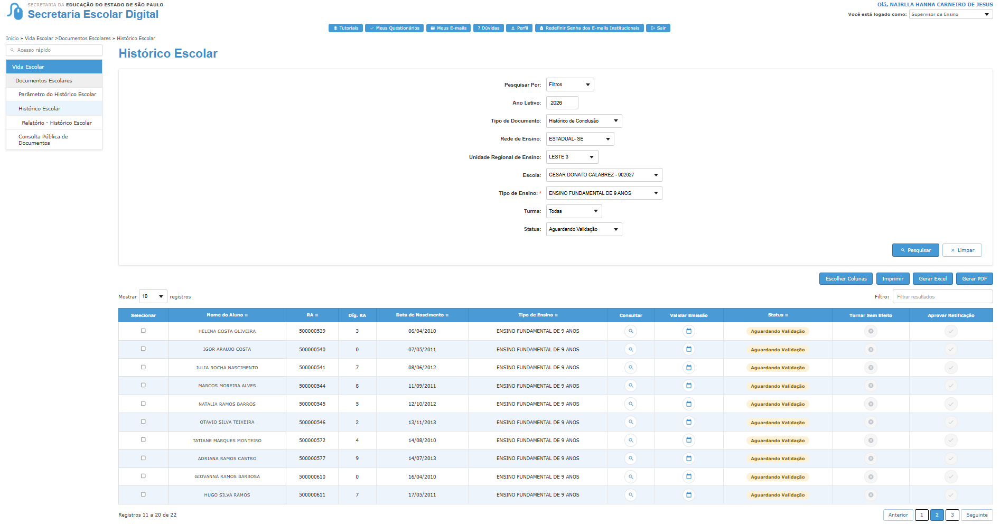 SECRETARIA DA EDUCAÇÃO DO ESTADO DE SÃO PAULO
Secretaria Escolar Digital
Olá, NAIRLLA HANNA CARNEIRO DE JESUS
Você está logado como: Supervisor de Ensino
Tutoriais Meus Questionários Meus E-mails ? Dúvidas Perfil Redefinir Senha dos E-mails Institucionais Sair
Início » Vida Escolar >Documentos Escolares » Histórico Escolar
Acesso rápido
Vida Escolar
Documentos Escolares
Parâmetro do Histórico Escolar
Histórico Escolar
Relatório - Histórico Escolar
Consulta Pública de
Documentos
Histórico Escolar
Pesquisar Por: Filtros
Ano Letivo: 2026
Tipo de Documento: Histórico de Conclusão
Rede de Ensino: ESTADUAL- SE
Unidade Regional de Ensino: LESTE 3
Escola: CESAR DONATO CALABREZ - 902627
Tipo de Ensino: * ENSINO FUNDAMENTAL DE 9 ANOS
Turma: Todas
Status: Aguardando Validação
Pesquisar Limpar
Escolher Colunas Imprimir Gerar Excel Gerar PDF
Mostrar 10 registros
Filtro: Filtrar resultados
Selecionar Nome do Aluno RA Díg. RA Data de Nascimento Tipo de Ensino Consultar Validar Emissão Status Tornar Sem Efeito Aprovar Retificação
HELENA COSTA OLIVEIRA 500000539 3 06/04/2010 ENSINO FUNDAMENTAL DE 9 ANOS Aguardando Validação
IGOR ARAUJO COSTA 500000540 0 07/05/2011 ENSINO FUNDAMENTAL DE 9 ANOS Aguardando Validação
JULIA ROCHA NASCIMENTO 500000541 7 08/06/2012 ENSINO FUNDAMENTAL DE 9 ANOS Aguardando Validação
MARCOS MOREIRA ALVES 500000544 8 11/09/2011 ENSINO FUNDAMENTAL DE 9 ANOS Aguardando Validação
NATALIA RAMOS BARROS 500000545 5 12/10/2012 ENSINO FUNDAMENTAL DE 9 ANOS Aguardando Validação
OTAVIO SILVA TEIXEIRA 500000546 2 13/11/2013 ENSINO FUNDAMENTAL DE 9 ANOS Aguardando Validação
TATIANE MARQUES MONTEIRO 500000572 4 14/08/2010 ENSINO FUNDAMENTAL DE 9 ANOS Aguardando Validação
ADRIANA RAMOS CASTRO 500000577 9 14/07/2013 ENSINO FUNDAMENTAL DE 9 ANOS Aguardando Validação
GIOVANNA RAMOS BARBOSA 500000610 0 16/04/2010 ENSINO FUNDAMENTAL DE 9 ANOS Aguardando Validação
HUGO SILVA RAMOS 500000611 7 17/05/2011 ENSINO FUNDAMENTAL DE 9 ANOS Aguardando Validação
Registros 11 a 20 de 22
Anterior 1 2 3 Seguinte